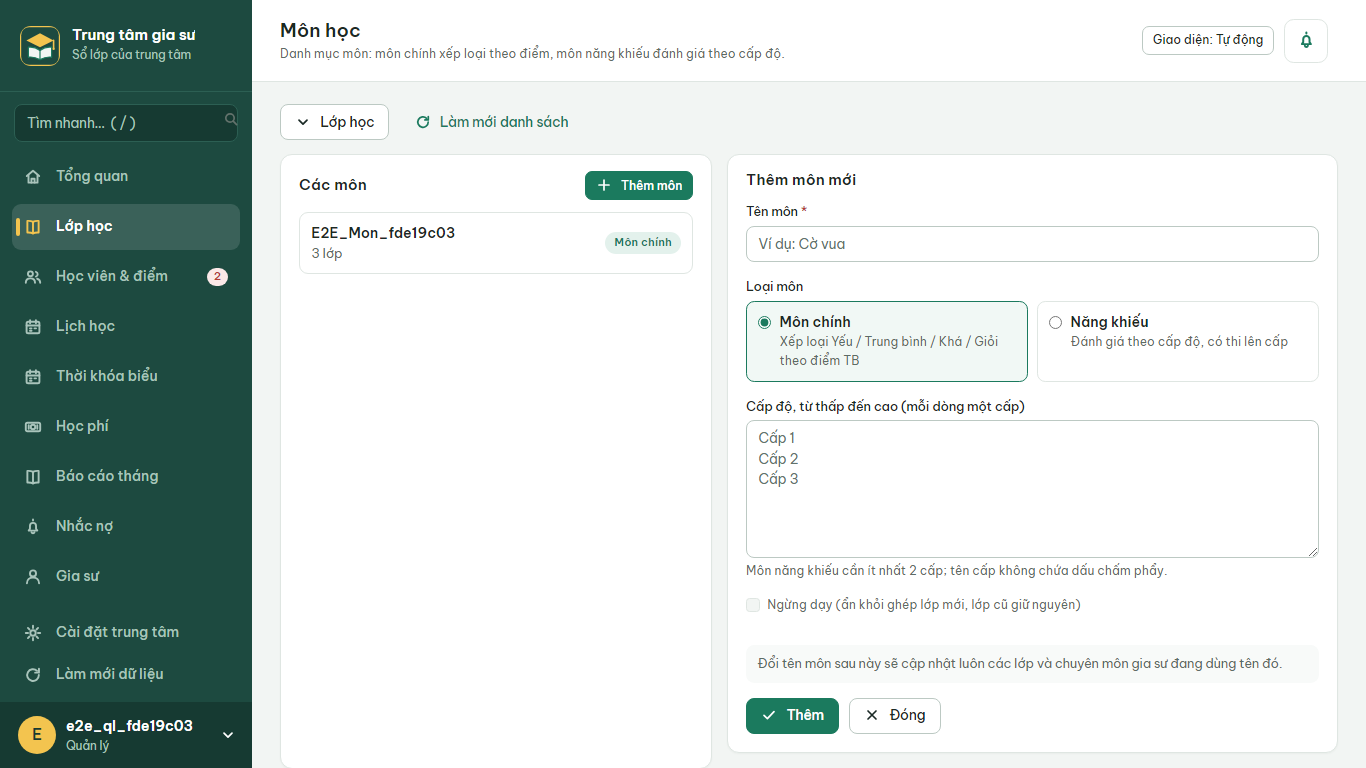 Trung tâm gia sư
Sổ lớp của trung tâm
Tìm nhanh... ( / )
Tổng quan
Lớp học
Học viên & điểm
2
Lịch học
Thời khóa biểu
Học phí
Báo cáo tháng
Nhắc nợ
Gia sư
Cài đặt trung tâm
Làm mới dữ liệu
E
e2e_ql_fde19c03
Quản lý
Môn học
Danh mục môn: môn chính xếp loại theo điểm, môn năng khiếu đánh giá theo cấp độ.
Giao diện: Tự động
Lớp học
Làm mới danh sách
Các môn
Thêm môn
E2E_Mon_fde19c03
3 lớp
Môn chính
Thêm môn mới
Tên môn *
Ví dụ: Cờ vua
Loại môn
Môn chính
Xếp loại Yếu / Trung bình / Khá / Giỏi
theo điểm TB
Năng khiếu
Đánh giá theo cấp độ, có thi lên cấp
Cấp độ, từ thấp đến cao (mỗi dòng một cấp)
Cấp 1
Cấp 2
Cấp 3
Môn năng khiếu cần ít nhất 2 cấp; tên cấp không chứa dấu chấm phẩy.
Ngừng dạy (ẩn khỏi ghép lớp mới, lớp cũ giữ nguyên)
Đổi tên môn sau này sẽ cập nhật luôn các lớp và chuyên môn gia sư đang dùng tên đó.
Thêm
Đóng